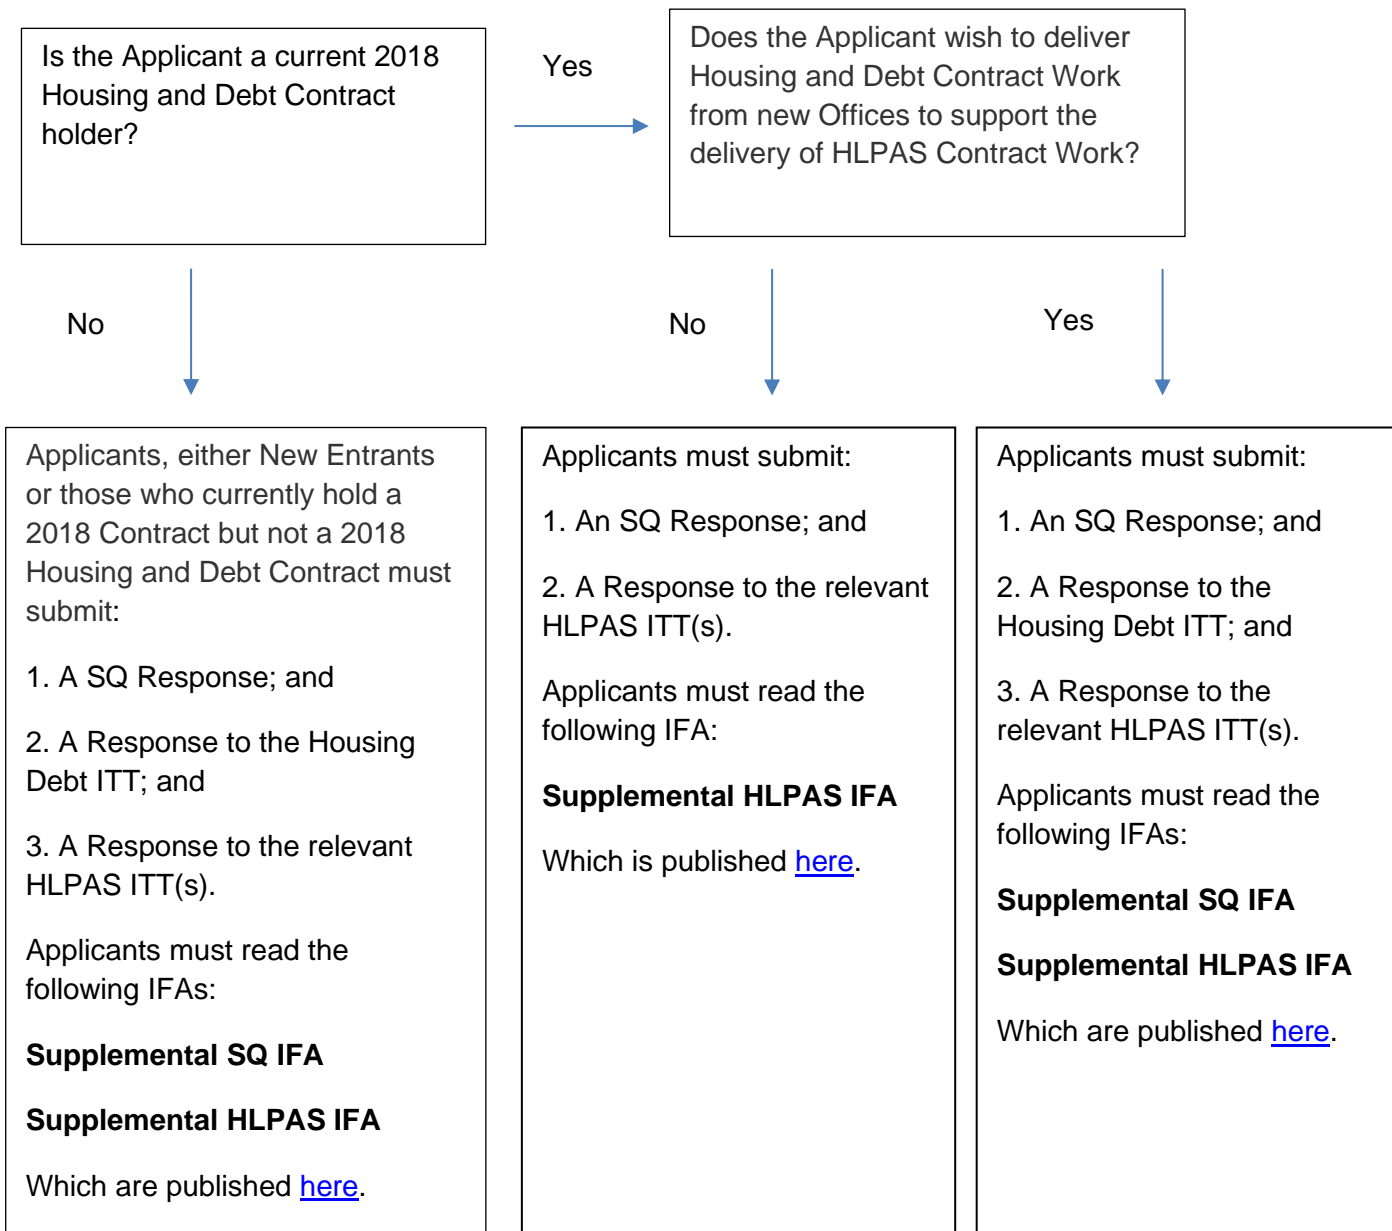 Is the Applicant a current 2018
Housing and Debt Contract
holder?
Yes
Does the Applicant wish to deliver
Housing and Debt Contract Work
from new Offices to support the
delivery of HLPAS Contract Work?
No
No
Yes
Applicants, either New Entrants
or those who currently hold a
2018 Contract but not a 2018
Housing and Debt Contract must
submit:
1. A SQ Response; and
2. A Response to the Housing
Debt ITT; and
3. A Response to the relevant
HLPAS ITT(s).
Applicants must read the
following IFAs:
Supplemental SQ IFA
Supplemental HLPAS IFA
Which are published here.
Applicants must submit:
1. An SQ Response; and
2. A Response to the relevant
HLPAS ITT(s).
Applicants must read the
following IFA:
Supplemental HLPAS IFA
Which is published here.
Applicants must submit:
1. An SQ Response; and
2. A Response to the
Housing Debt ITT; and
3. A Response to the
relevant HLPAS ITT(s).
Applicants must read the
following IFAs:
Supplemental SQ IFA
Supplemental HLPAS IFA
Which are published here.